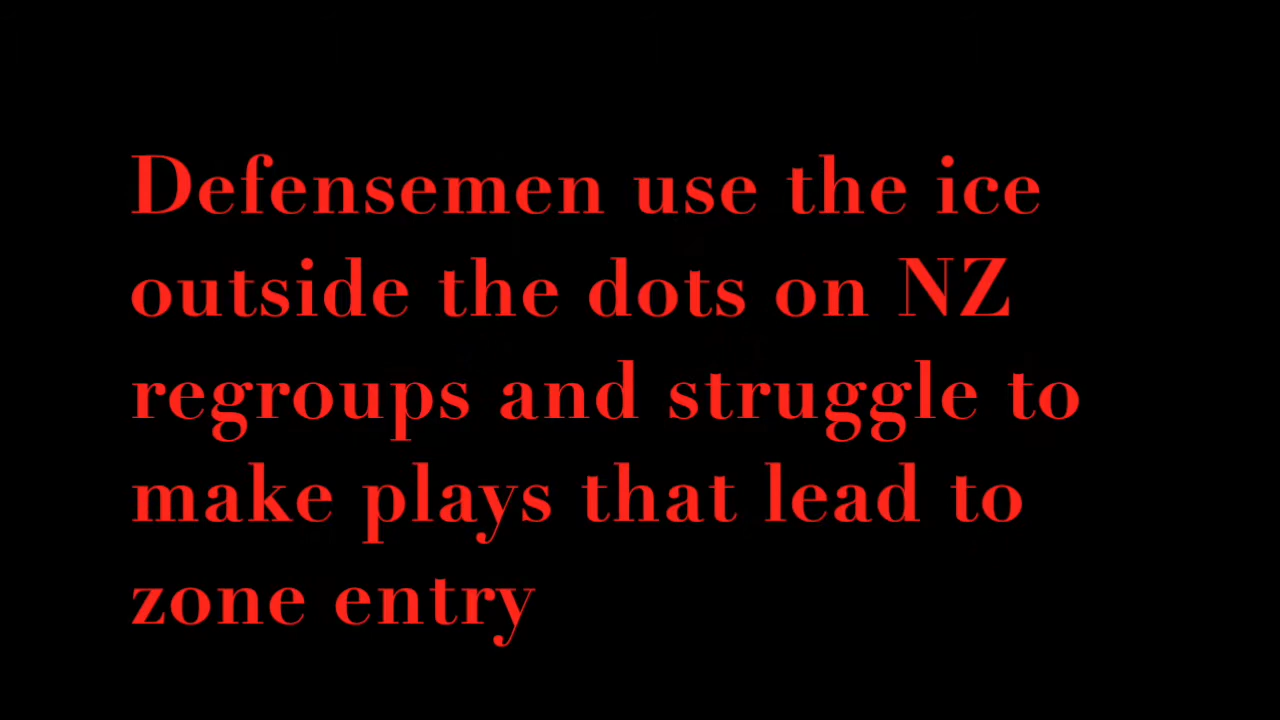 Defensemen use the ice
outside the dots on NZ
regroups and struggle to
make plays that lead to
zone entry